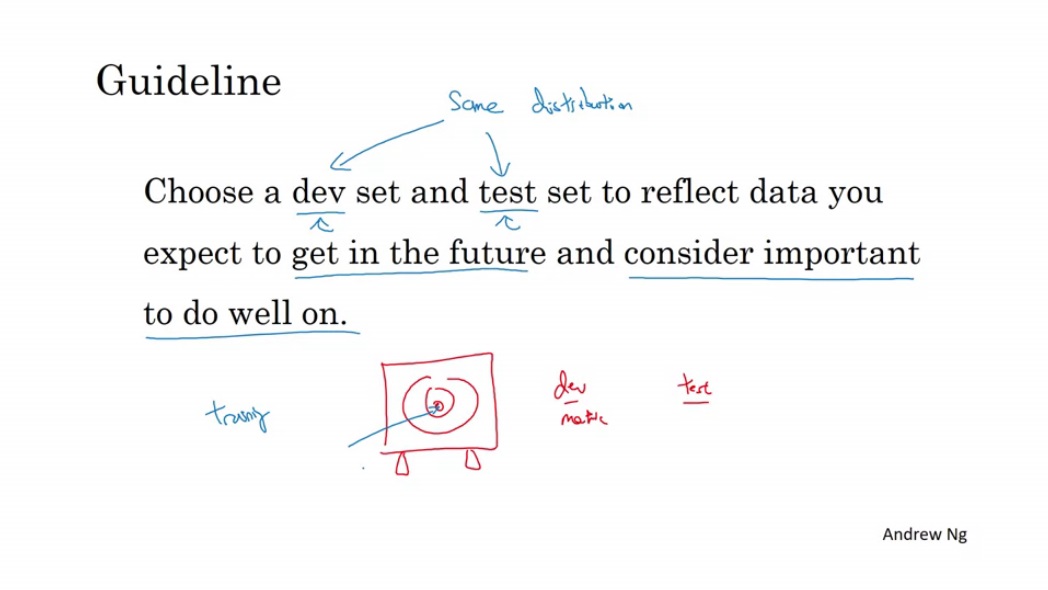 Guideline
Same distribution
Choose a dev set and test set to reflect data you
expect to get in the future and consider important
to do well on.
dev test
metric
Andrew Ng